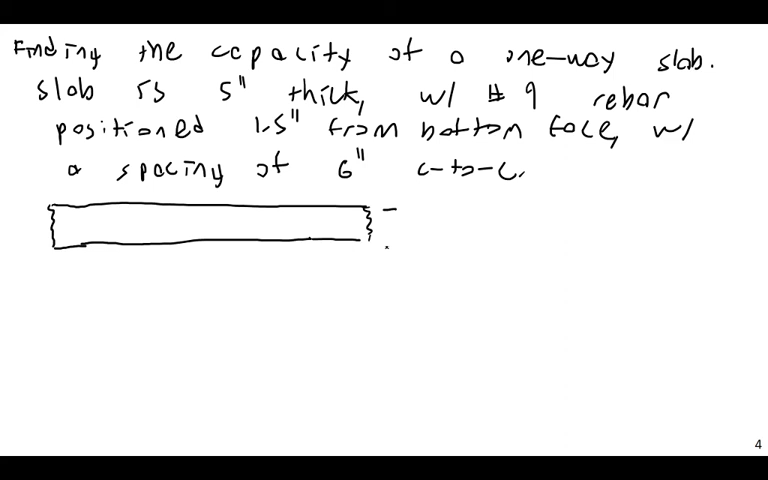 Finding the capacity of a one-way slab.
slab is 5" thick, w/ #9 rebar
positioned 1.5" from bottom face, w/
a spacing of 6" c-to-c.
4